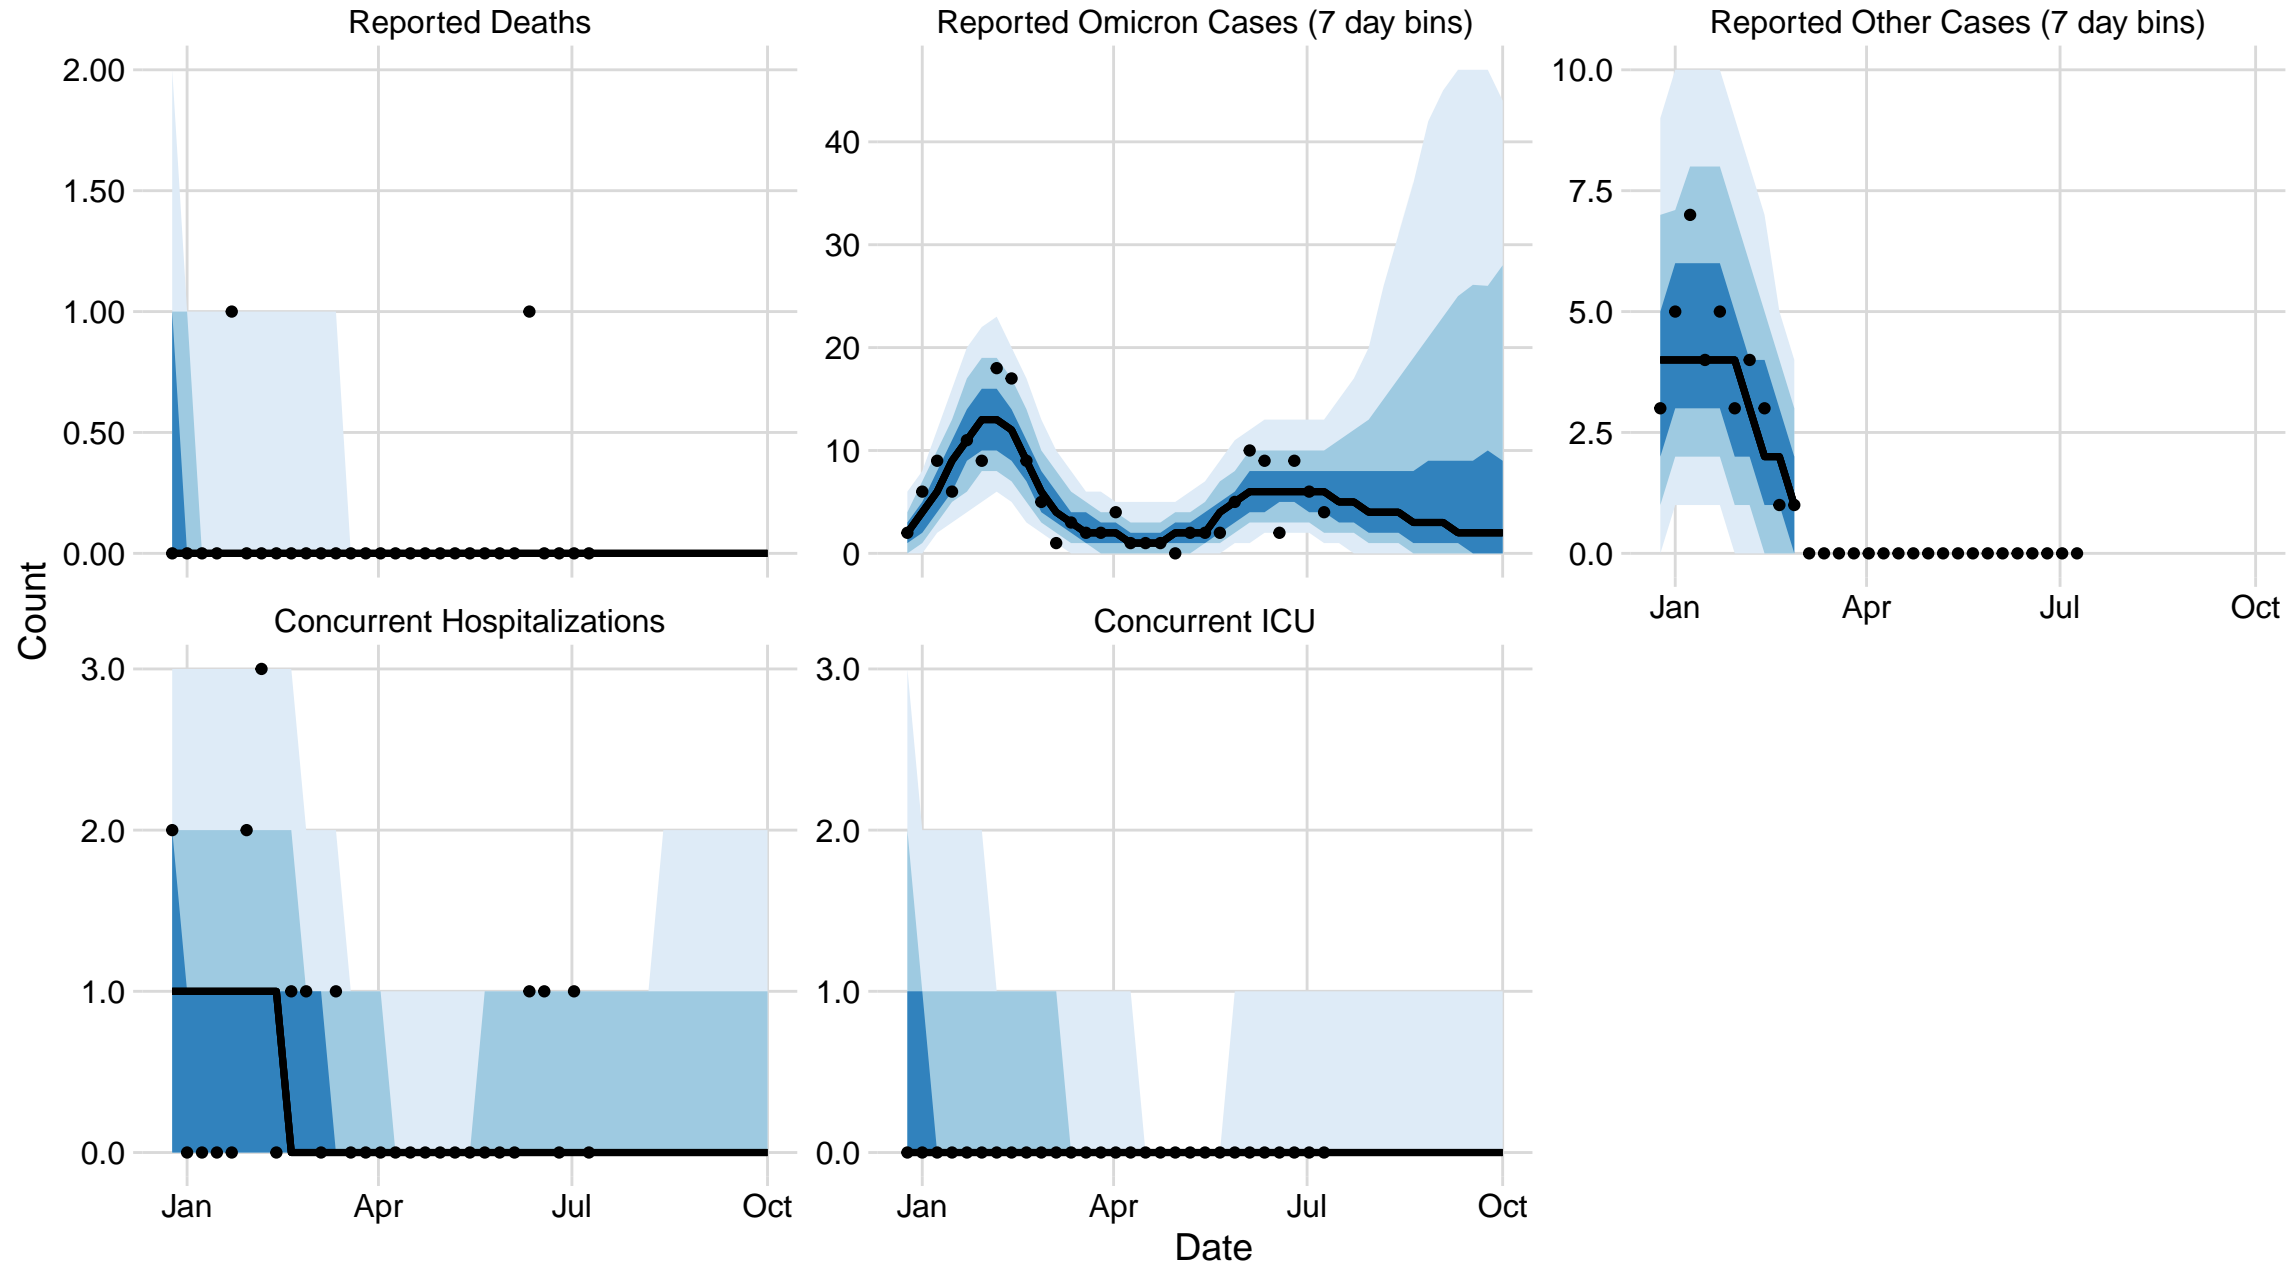 Reported Deaths
Reported Omicron Cases (7 day bins)
Reported Other Cases (7 day bins)
2.00
1.50
1.00
0.50
0.00
40
30
20
10
0
10.0
7.5
5.0
2.5
0.0
Jan Apr Jul Oct
Count
Concurrent Hospitalizations
Concurrent ICU
3.0
2.0
1.0
0.0
Jan Apr Jul Oct
3.0
2.0
1.0
0.0
Jan Apr Jul Oct
Date